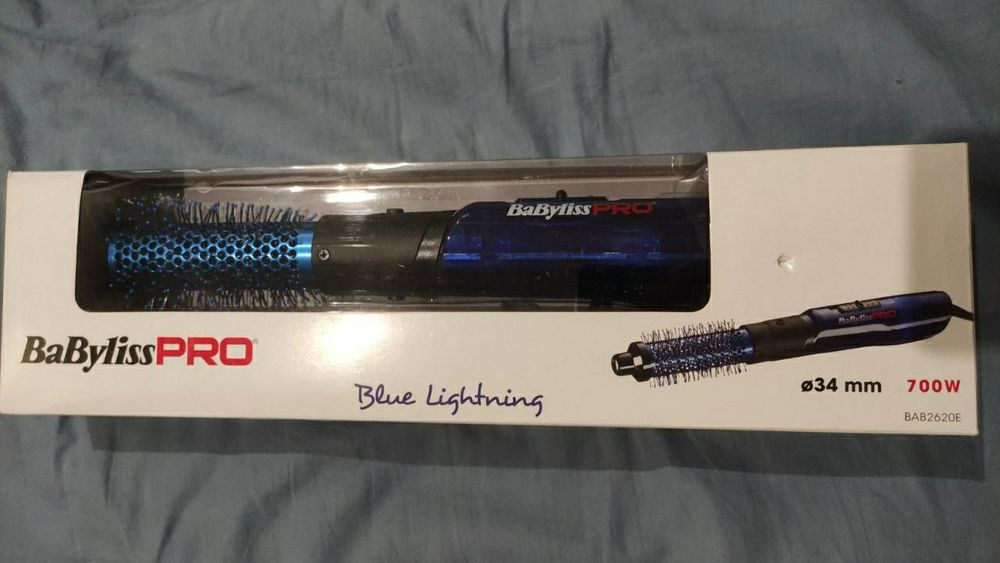 BaBylissPRO
BaBylissPRO®
Blue Lightning
BaBylissPRO
ø34 mm 700W
BAB2620E